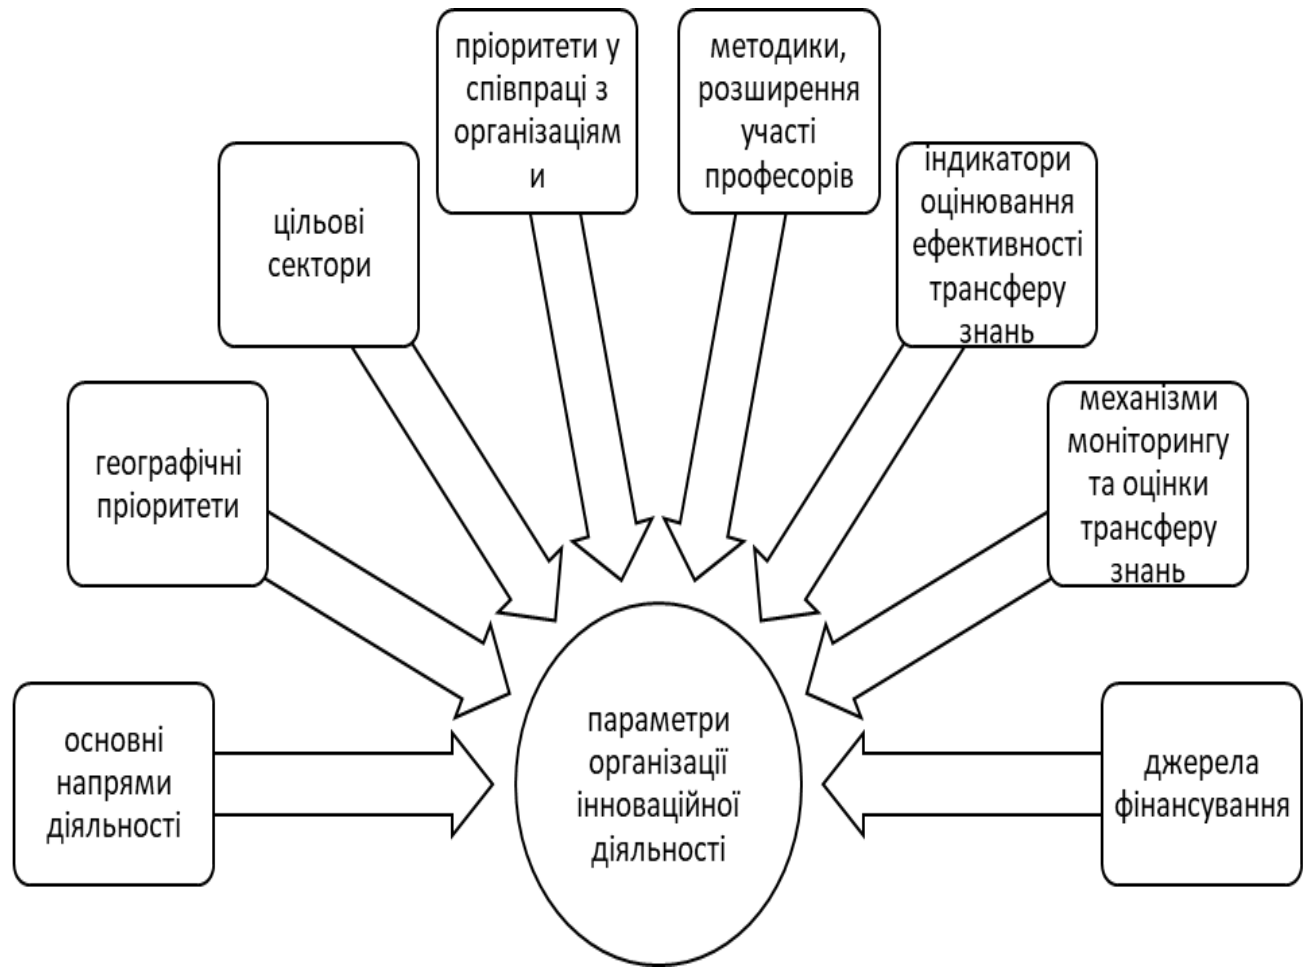 пріоритети у
співпраці з
організаціям
и
методики,
розширення
участі
професорів
цільові
сектори
індикатори
оцінювання
ефективності
трансферу
знань
географічні
пріоритети
механізми
моніторингу
та оцінки
трансферу
знань
основні
напрями
діяльності
параметри
організації
інноваційної
діяльності
джерела
фінансування